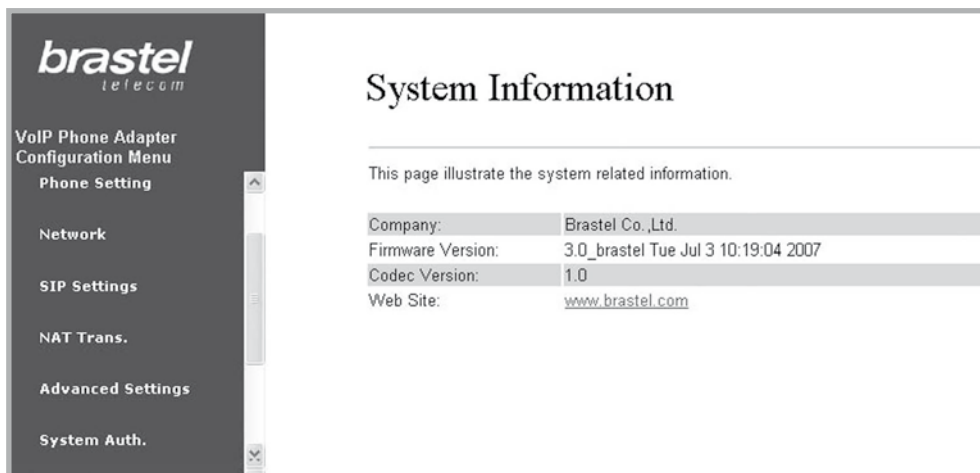 brastel
telecom
VoIP Phone Adapter
Configuration Menu
Phone Setting
Network
SIP Settings
NAT Trans.
Advanced Settings
System Auth.
System Information
This page illustrate the system related information.
Company: Brastel Co.,Ltd.
Firmware Version: 3.0_brastel Tue Jul 3 10:19:04 2007
Codec Version: 1.0
Web Site: www.brastel.com